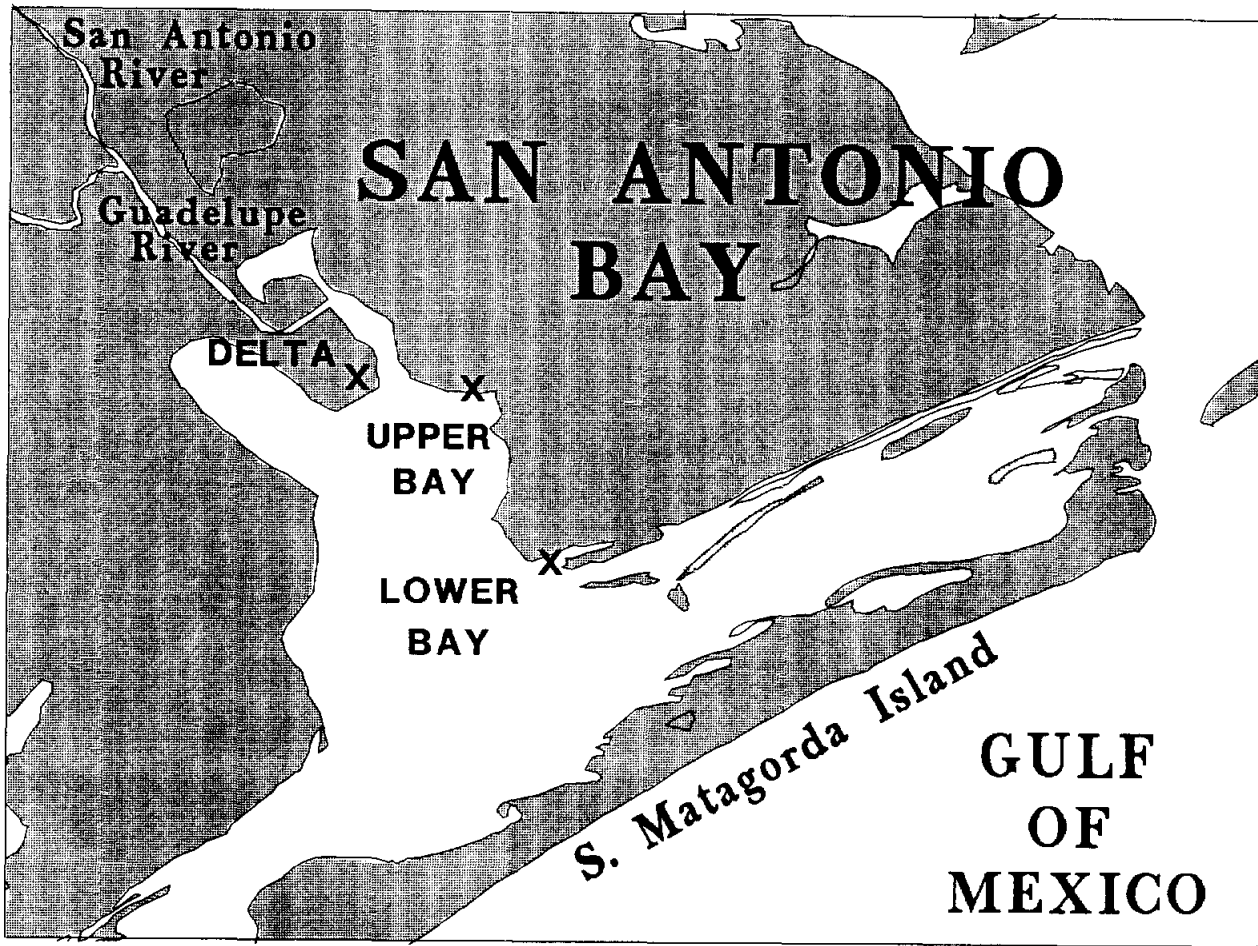 San Antonio
River
SAN ANTONIO
BAY
Guadelupe
River
DELTA
X
X
UPPER
BAY
X
LOWER
BAY
S. Matagorda Island
GULF
OF
MEXICO